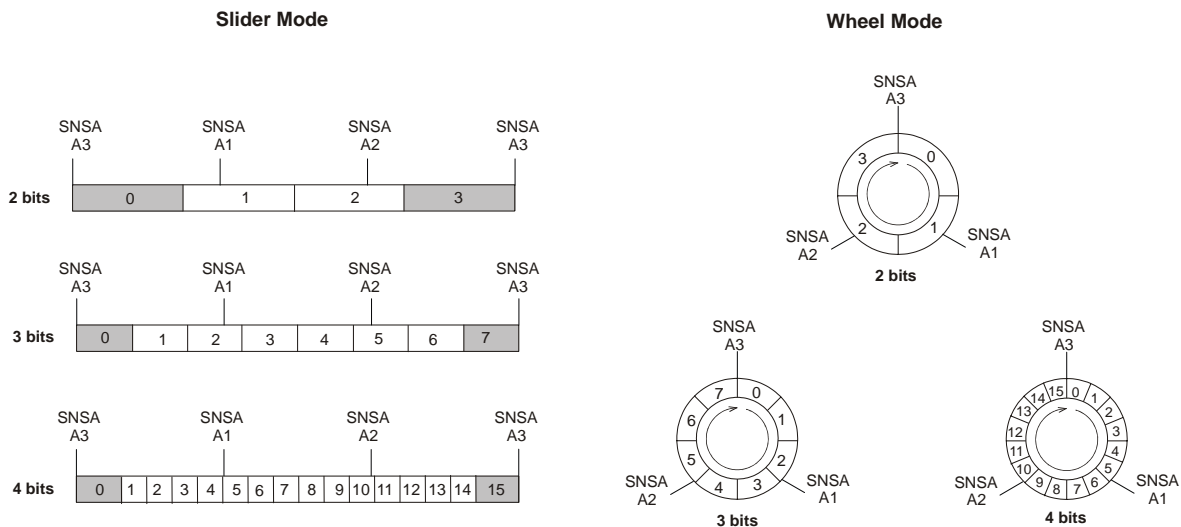 Slider Mode
SNSA SNSA SNSA SNSA
A3 A1 A2 A3
2 bits 0 1 2 3
SNSA SNSA SNSA SNSA
A3 A1 A2 A3
3 bits 0 1 2 3 4 5 6 7
SNSA SNSA SNSA SNSA
A3 A1 A2 A3
4 bits 0 1 2 3 4 5 6 7 8 9 10 11 12 13 14 15
Wheel Mode
SNSA
A3
3 0
2 1
SNSA SNSA
A2 A1
2 bits
SNSA
A3
7 0
6 1
5 2
4 3
SNSA SNSA
A2 A1
3 bits
SNSA
A3
14 15 0 1
13 2
12 3
11 4
10 5
9 8 7 6
SNSA SNSA
A2 A1
4 bits